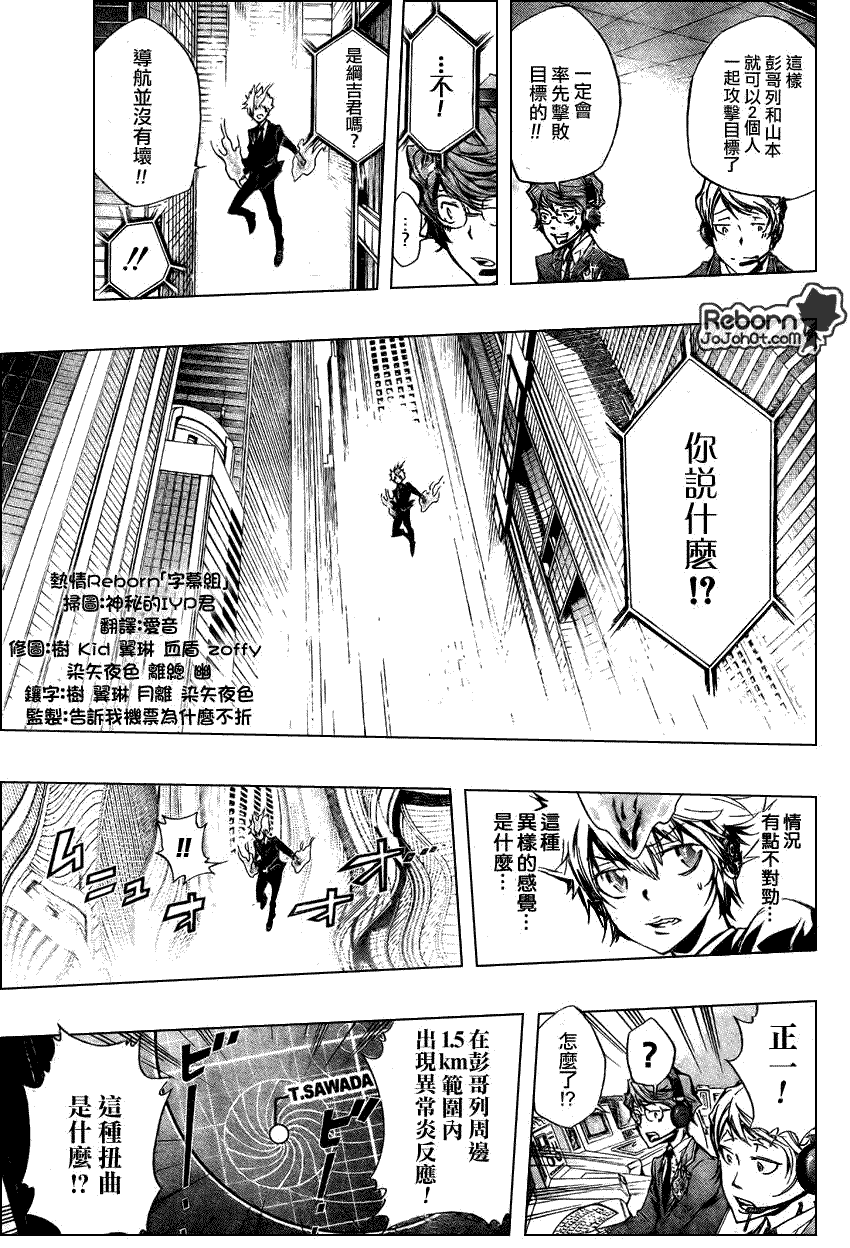 這樣
彭哥列和山本
就可以2個人
一起攻擊目標了
一定會
率先擊敗
目標的!!
…不!
…?
是綱吉君嗎?
導航並沒有壞!!
!!
Reborn
JoJoHot.com
你說什麼!?
熱情Reborn「字幕組」
掃圖:神秘的IYP君
翻譯:愛音
修圖:樹 Kid 翼琳 血盾 zoffy
染矢夜色 離總 幽
鑲字:樹 翼琳 月離 染矢夜色
監製:告訴我機票為什麼不折
情況
有點不對勁…
這種
異樣的感覺…
是什麼…
!!
オオオ
ムニュ
正一!
?
怎麼了!?
在彭哥列周邊
1.5km範圍內
出現異常炎反應!
T.SAWADA
ビビ
這種扭曲
是什麼!?